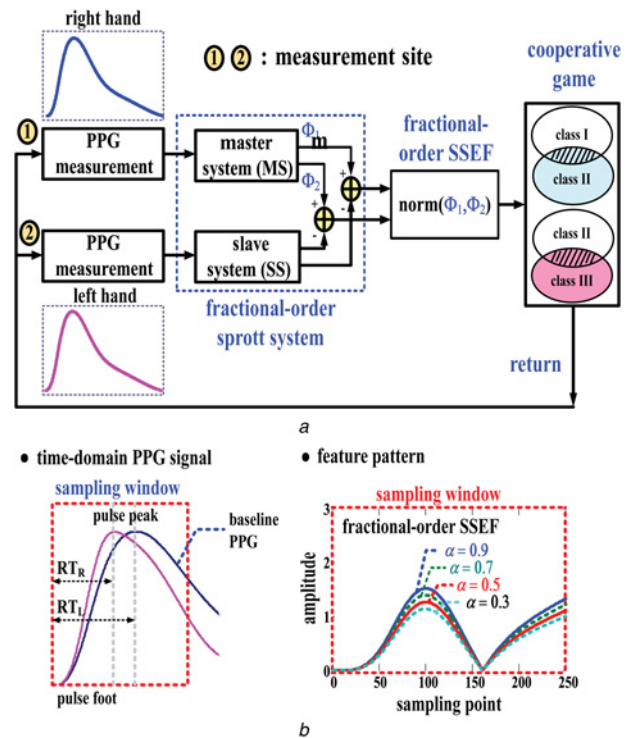 right hand
① ② : measurement site
cooperative
game
①
PPG
measurement
master
system (MS)
Φ₁
m
Φ₂
+
-
+
-
fractional-
order SSEF
norm(Φ₁,Φ₂)
class I
class II
class II
class III
②
PPG
measurement
slave
system (SS)
left hand
fractional-order
sprott system
return
a
• time-domain PPG signal
sampling window
pulse peak
baseline
PPG
RT_R
RT_L
pulse foot
• feature pattern
sampling window
fractional-order SSEF
α = 0.9
α = 0.7
α = 0.5
α = 0.3
amplitude
3
2
1
0
0 50 100 150 200 250
sampling point
b